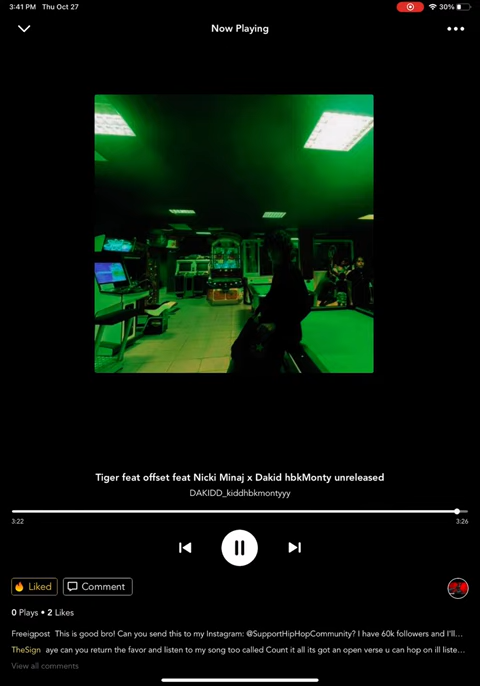 3:41 PM Thu Oct 27
30%
Now Playing
Tiger feat offset feat Nicki Minaj x Dakid hbkMonty unreleased
DAKIDD_kiddhbkmontyyy
3:22
3:26
Liked
Comment
0 Plays • 2 Likes
Freeigpost This is good bro! Can you send this to my Instagram: @SupportHipHopCommunity? I have 60k followers and I'll...
TheSign aye can you return the favor and listen to my song too called Count it all its got an open verse u can hop on ill liste...
View all comments